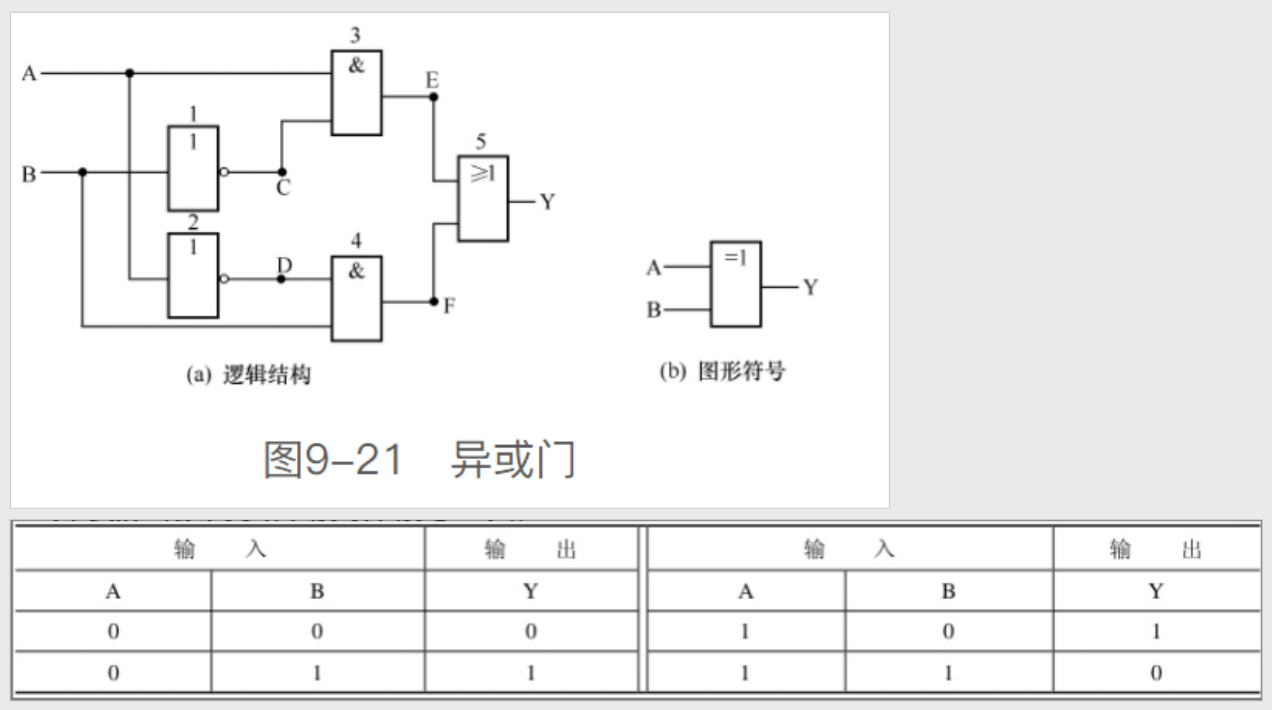 3
&
A
E
1
1
5
≥1
B
C
Y
2
1
4
&
D
F
=1
A
B
Y
(a) 逻辑结构
(b) 图形符号
图9-21 异或门
输 入 输 出 输 入 输 出
A B Y A B Y
0 0 0 1 0 1
0 1 1 1 1 0